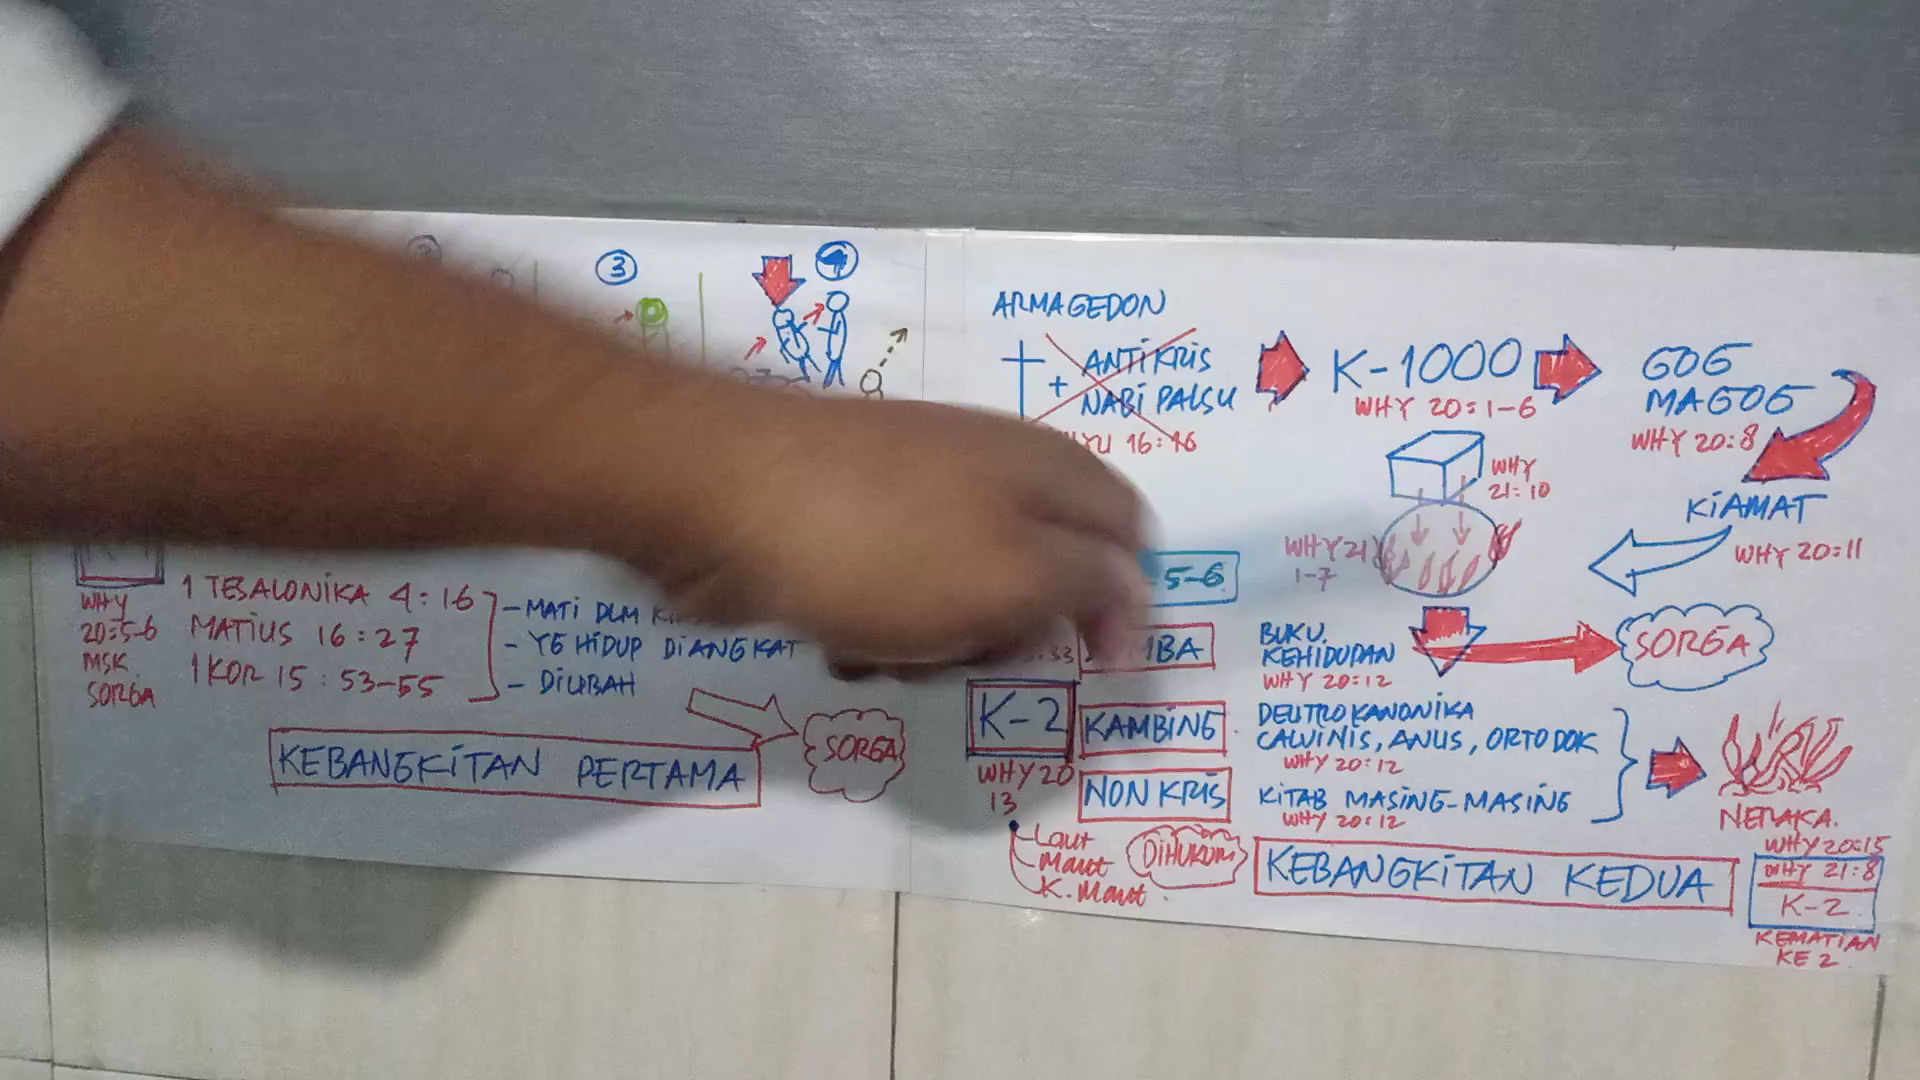 3
WHY
20:5-6
MSK
SORGA
1 TESALONIKA 4:16
MATIUS 16:27
1 KOR 15:53-55
- MATI DLM
- YG HIDUP DIANGKAT
- DIUBAH
SORGA
KEBANGKITAN PERTAMA
ARMAGEDON
+ ANTIKRIS
NABI PALSU
16:16
K-1000
WHY 20:1-6
GOG
MAGOG
WHY 20:8
WHY
21:10
KIAMAT
WHY 20:11
WHY 21
1-7
5-6
BUKU
KEHIDUPAN
WHY 20:12
SORGA
K-2
WHY 20
13
KAMBING
DEUTROKANONIKA
CALVINIS, ANUS, ORTODOK
WHY 20:12
NON KRIS
KITAB MASING-MASING
WHY 20:12
NERAKA.
WHY 20:15
Laut
Maut
K. Maut
DIHUKUM
KEBANGKITAN KEDUA
WHY 21:8
K-2
KEMATIAN
KE 2.